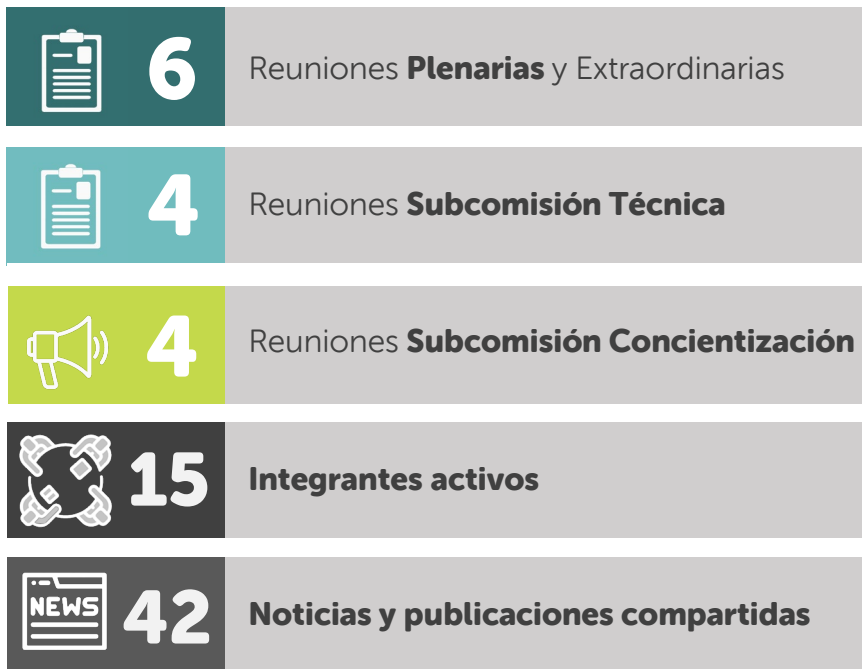 6 Reuniones Plenarias y Extraordinarias
4 Reuniones Subcomisión Técnica
4 Reuniones Subcomisión Concientización
15 Integrantes activos
NEWS 42 Noticias y publicaciones compartidas